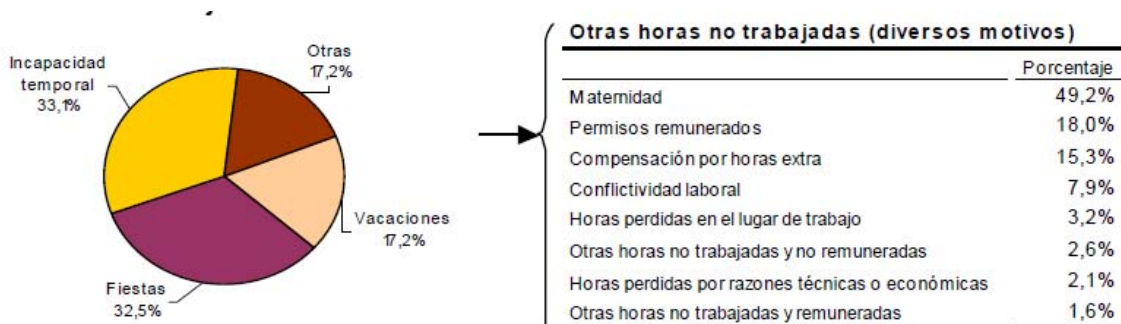 Otras
17,2%
Incapacidad
temporal
33,1%
Vacaciones
17,2%
Fiestas
32,5%
Otras horas no trabajadas (diversos motivos)
Porcentaje
Maternidad 49,2%
Permisos remunerados 18,0%
Compensación por horas extra 15,3%
Conflictividad laboral 7,9%
Horas perdidas en el lugar de trabajo 3,2%
Otras horas no trabajadas y no remuneradas 2,6%
Horas perdidas por razones técnicas o económicas 2,1%
Otras horas no trabajadas y remuneradas 1,6%